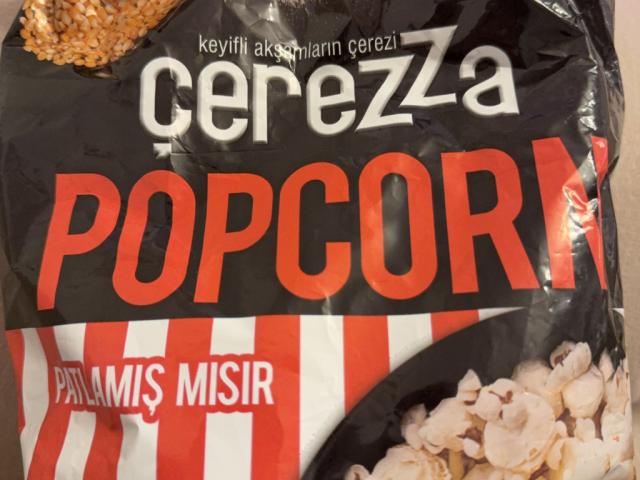 keyifli akşamların çerezi
çerezza
POPCORN
PATLAMIŞ MISIR